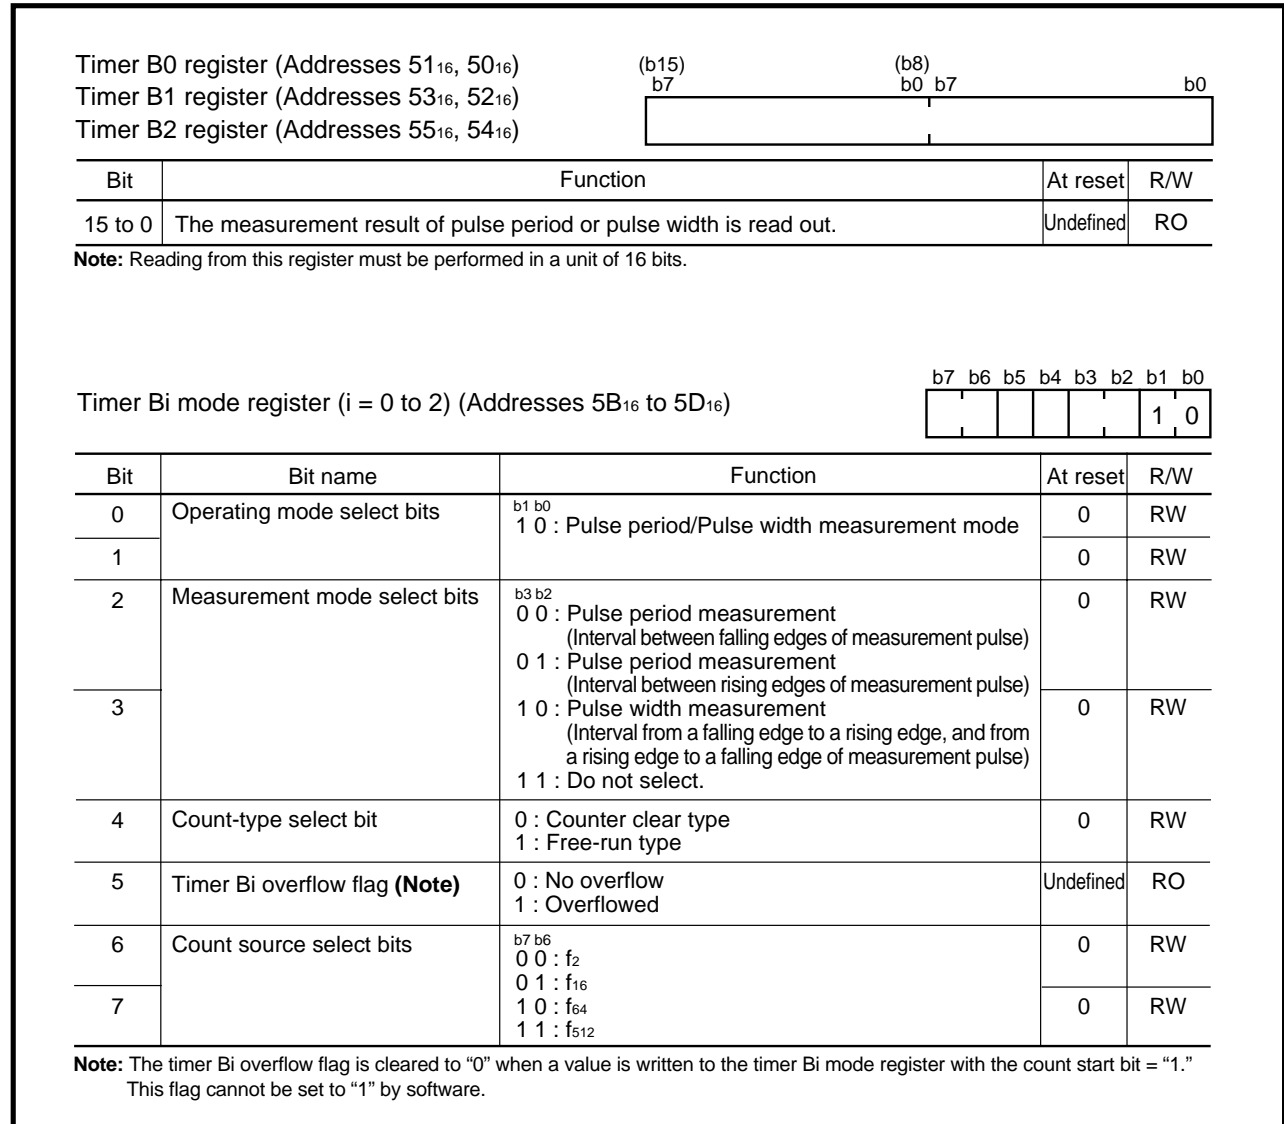 Timer B0 register (Addresses 5116, 5016)
Timer B1 register (Addresses 5316, 5216)
Timer B2 register (Addresses 5516, 5416)
(b15) (b8)
b7 b0 b7 b0
Bit Function At reset R/W
15 to 0 The measurement result of pulse period or pulse width is read out. Undefined RO
Note: Reading from this register must be performed in a unit of 16 bits.
b7 b6 b5 b4 b3 b2 b1 b0
Timer Bi mode register (i = 0 to 2) (Addresses 5B16 to 5D16)
1 0
Bit Bit name Function At reset R/W
0 Operating mode select bits b1 b0 0 RW
1 0 : Pulse period/Pulse width measurement mode
1 0 RW
2 Measurement mode select bits b3 b2 0 RW
0 0 : Pulse period measurement
(Interval between falling edges of measurement pulse)
0 1 : Pulse period measurement
(Interval between rising edges of measurement pulse)
3 1 0 : Pulse width measurement 0 RW
(Interval from a falling edge to a rising edge, and from
a rising edge to a falling edge of measurement pulse)
1 1 : Do not select.
4 Count-type select bit 0 : Counter clear type 0 RW
1 : Free-run type
5 Timer Bi overflow flag (Note) 0 : No overflow Undefined RO
1 : Overflowed
6 Count source select bits b7 b6 0 RW
0 0 : f2
0 1 : f16
7 1 0 : f64 0 RW
1 1 : f512
Note: The timer Bi overflow flag is cleared to “0” when a value is written to the timer Bi mode register with the count start bit = “1.”
This flag cannot be set to “1” by software.